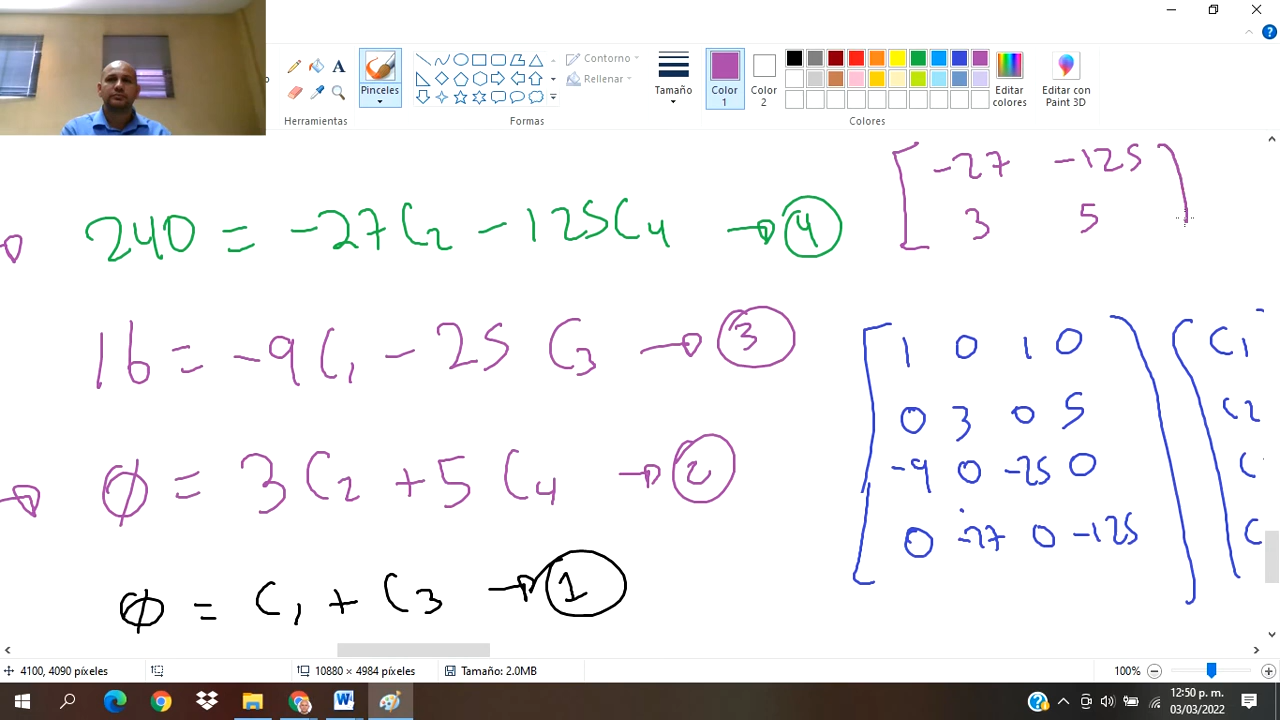 Contorno
Rellenar
Pinceles
Tamaño
Color 1
Color 2
Editar colores
Editar con Paint 3D
Herramientas
Formas
Colores
-27 -125
3 5
240 = -27C2 - 125C4 → 4
16 = -9C1 - 25 C3 → 3
1 0 1 0
C1
0 3 0 5
C2
-9 0 -25 0
C
0 -27 0 -125
C
Ø = 3C2 + 5C4 → 2
Ø = C1 + C3 → 1
4100, 4090 píxeles
10880 × 4984 píxeles
Tamaño: 2.0MB
100%
12:50 p. m.
03/03/2022